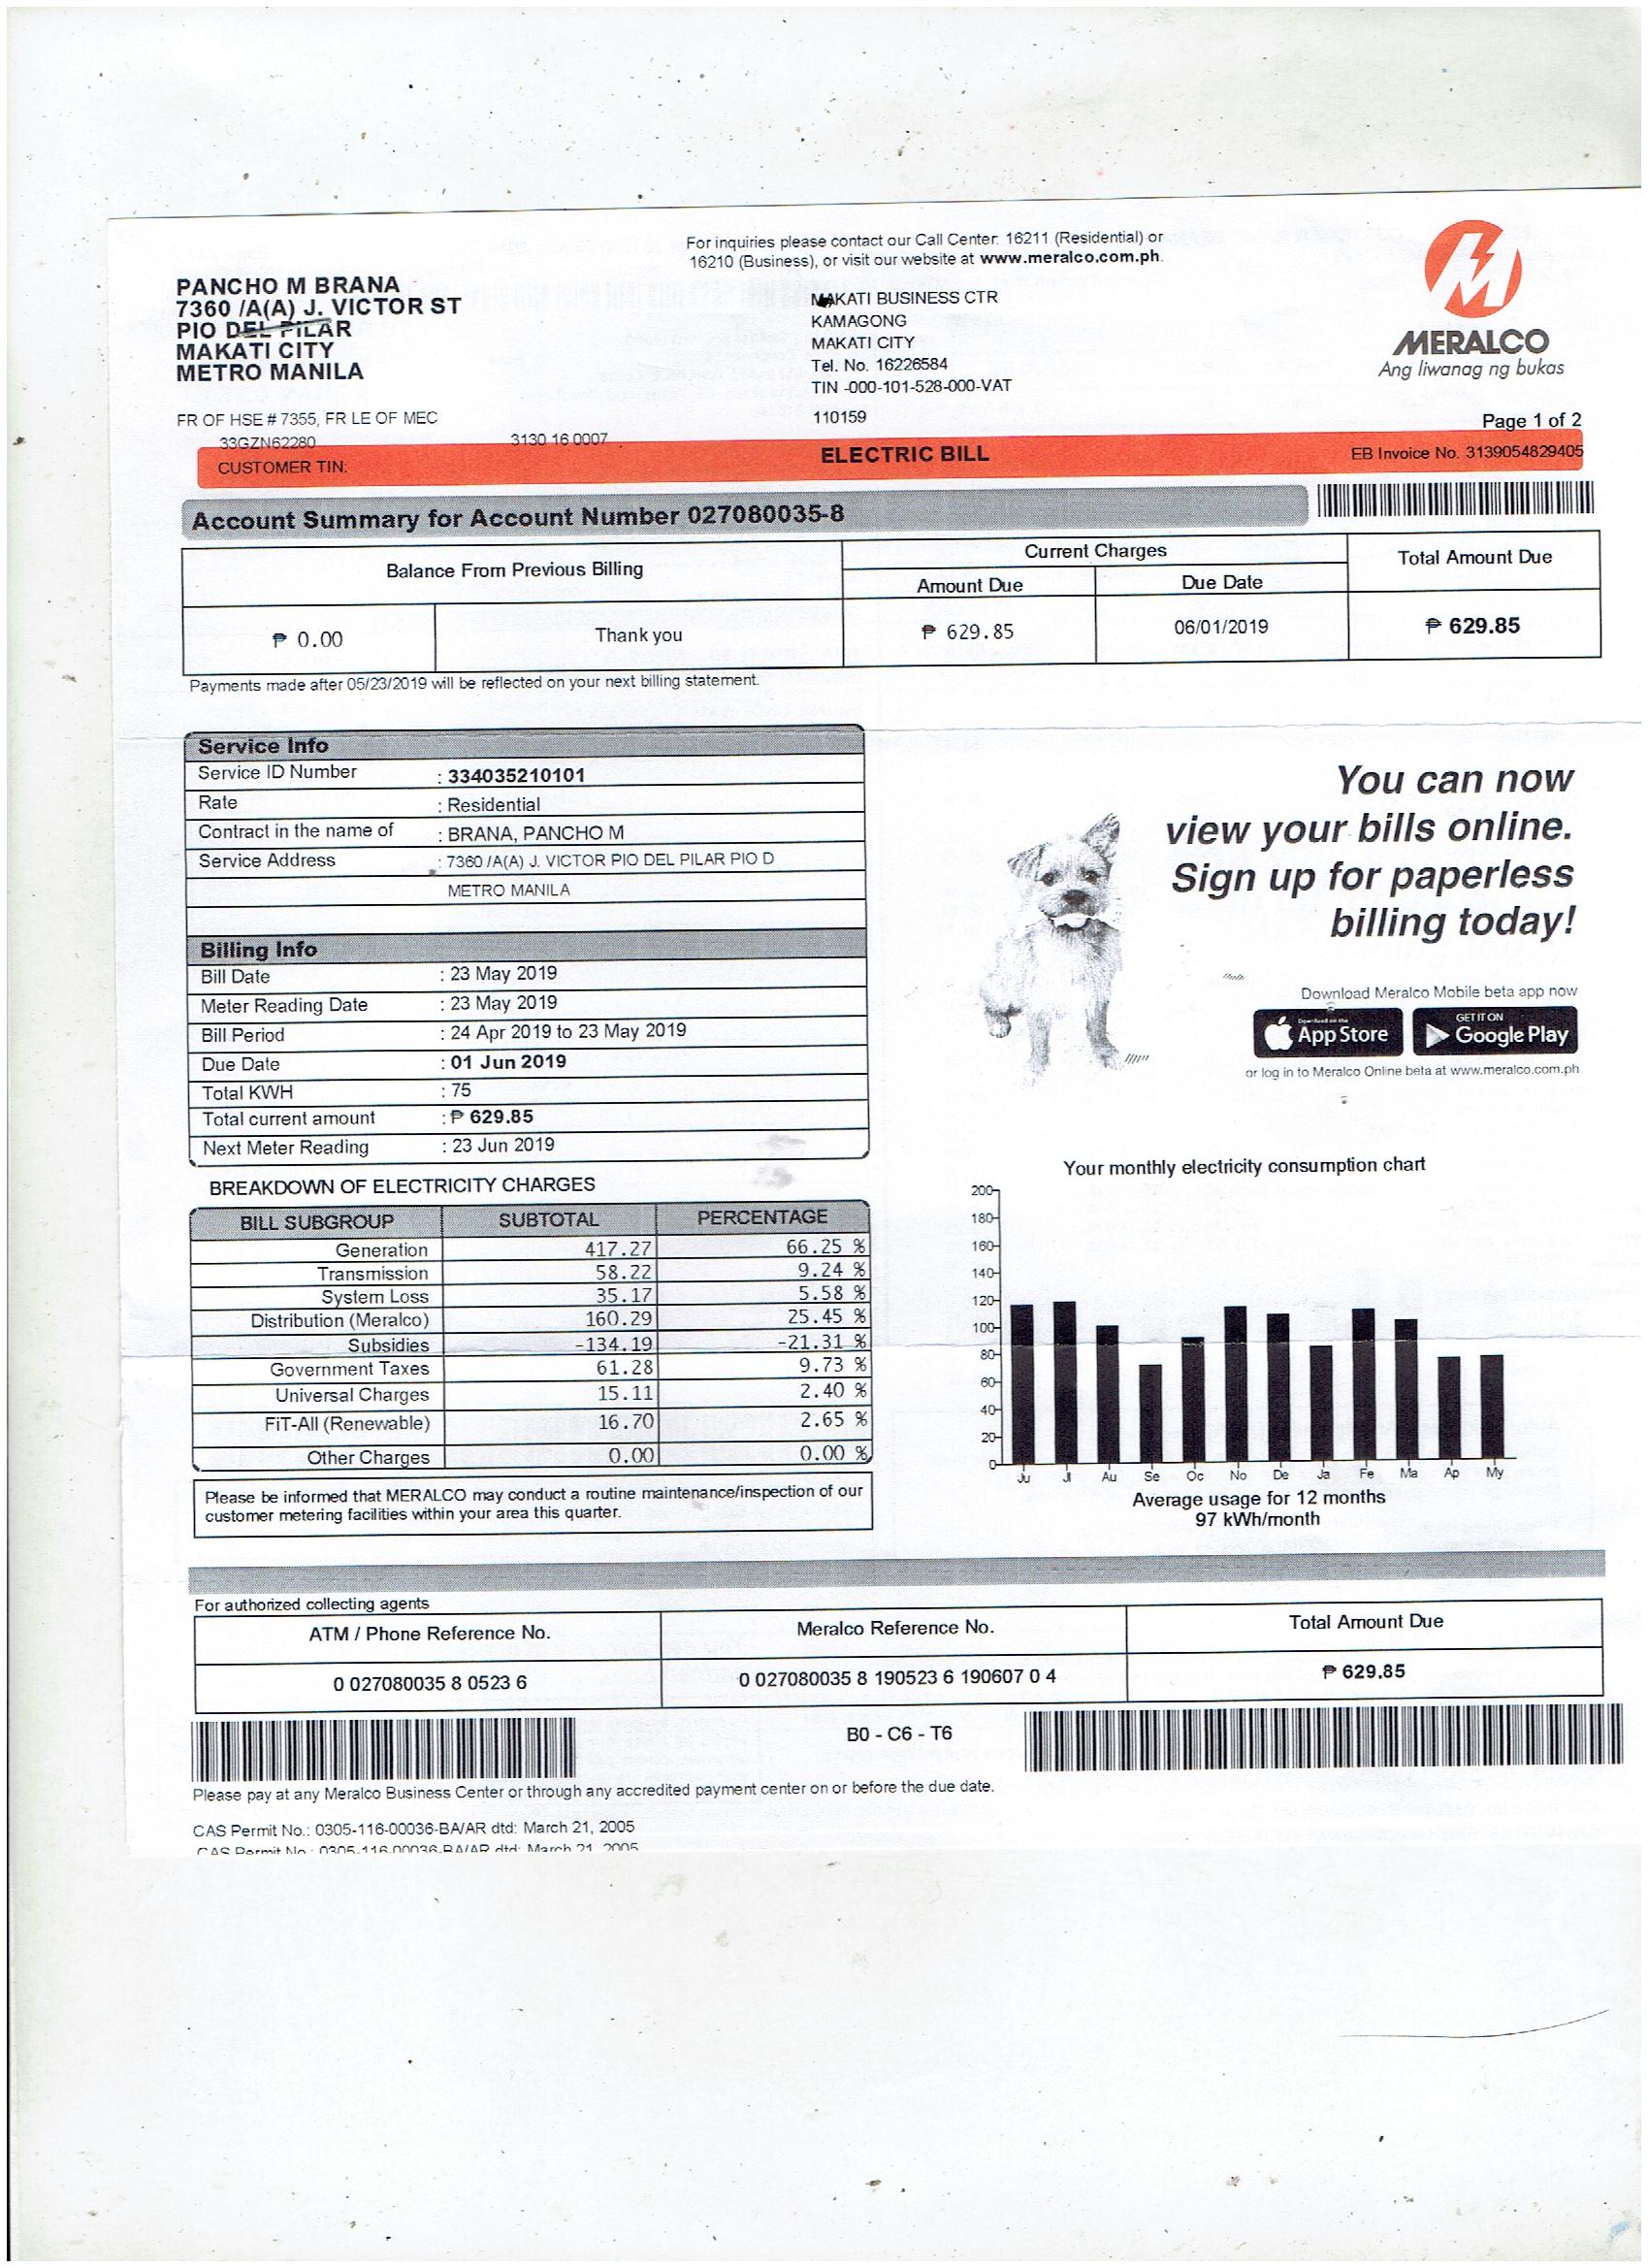 For inquiries please contact our Call Center: 16211 (Residential) or
16210 (Business), or visit our website at www.meralco.com.ph.
PANCHO M BRANA
7360 /A(A) J. VICTOR ST
PIO DEL PILAR
MAKATI CITY
METRO MANILA
MAKATI BUSINESS CTR
KAMAGONG
MAKATI CITY
Tel. No. 16226584
TIN -000-101-528-000-VAT
110159
MERALCO
Ang liwanag ng bukas
FR OF HSE # 7355, FR LE OF MEC
Page 1 of 2
33GZN62280 3130 16 0007
CUSTOMER TIN: ELECTRIC BILL EB Invoice No. 3139054829405
Account Summary for Account Number 027080035-8
Balance From Previous Billing Current Charges Total Amount Due
Amount Due Due Date
₱ 0.00 Thank you ₱ 629.85 06/01/2019 ₱ 629.85
Payments made after 05/23/2019 will be reflected on your next billing statement.
Service Info
Service ID Number : 334035210101
Rate : Residential
Contract in the name of : BRANA, PANCHO M
Service Address : 7360 /A(A) J. VICTOR PIO DEL PILAR PIO D
METRO MANILA
Billing Info
Bill Date : 23 May 2019
Meter Reading Date : 23 May 2019
Bill Period : 24 Apr 2019 to 23 May 2019
Due Date : 01 Jun 2019
Total KWH : 75
Total current amount : ₱ 629.85
Next Meter Reading : 23 Jun 2019
You can now
view your bills online.
Sign up for paperless
billing today!
Download Meralco Mobile beta app now
Download on the App Store
GET IT ON Google Play
or log in to Meralco Online beta at www.meralco.com.ph
BREAKDOWN OF ELECTRICITY CHARGES
BILL SUBGROUP SUBTOTAL PERCENTAGE
Generation 417.27 66.25 %
Transmission 58.22 9.24 %
System Loss 35.17 5.58 %
Distribution (Meralco) 160.29 25.45 %
Subsidies -134.19 -21.31 %
Government Taxes 61.28 9.73 %
Universal Charges 15.11 2.40 %
FiT-All (Renewable) 16.70 2.65 %
Other Charges 0.00 0.00 %
Please be informed that MERALCO may conduct a routine maintenance/inspection of our
customer metering facilities within your area this quarter.
Your monthly electricity consumption chart
200
180
160
140
120
100
80
60
40
20
0
Ju Jl Au Se Oc No De Ja Fe Ma Ap My
Average usage for 12 months
97 kWh/month
For authorized collecting agents
ATM / Phone Reference No. Meralco Reference No. Total Amount Due
0 027080035 8 0523 6 0 027080035 8 190523 6 190607 0 4 ₱ 629.85
B0 - C6 - T6
Please pay at any Meralco Business Center or through any accredited payment center on or before the due date.
CAS Permit No.: 0305-116-00036-BA/AR dtd: March 21, 2005
CAS Permit No.: 0305-116-00036-BA/AR dtd: March 21, 2005